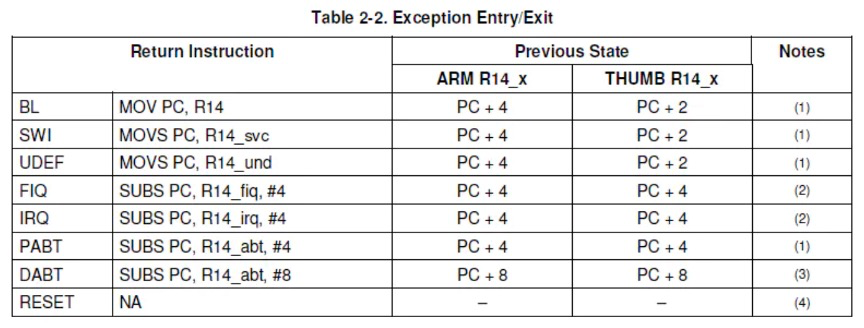 Table 2-2. Exception Entry/Exit
Return Instruction Previous State Notes
ARM R14_x THUMB R14_x
BL MOV PC, R14 PC + 4 PC + 2 (1)
SWI MOVS PC, R14_svc PC + 4 PC + 2 (1)
UDEF MOVS PC, R14_und PC + 4 PC + 2 (1)
FIQ SUBS PC, R14_fiq, #4 PC + 4 PC + 4 (2)
IRQ SUBS PC, R14_irq, #4 PC + 4 PC + 4 (2)
PABT SUBS PC, R14_abt, #4 PC + 4 PC + 4 (1)
DABT SUBS PC, R14_abt, #8 PC + 8 PC + 8 (3)
RESET NA – – (4)